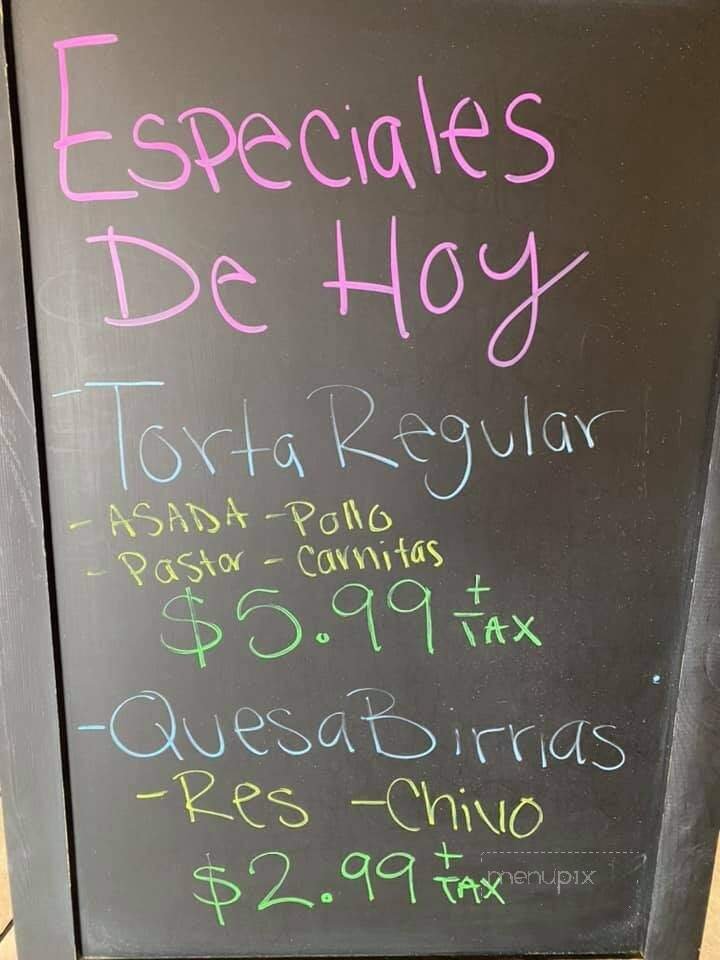 Especiales
De Hoy
- Torta Regular
- ASADA - Pollo
- Pastor - Carnitas
$5.99 + TAX
- QuesaBirrias
- Res - Chivo
$2.99 + TAX
menupix